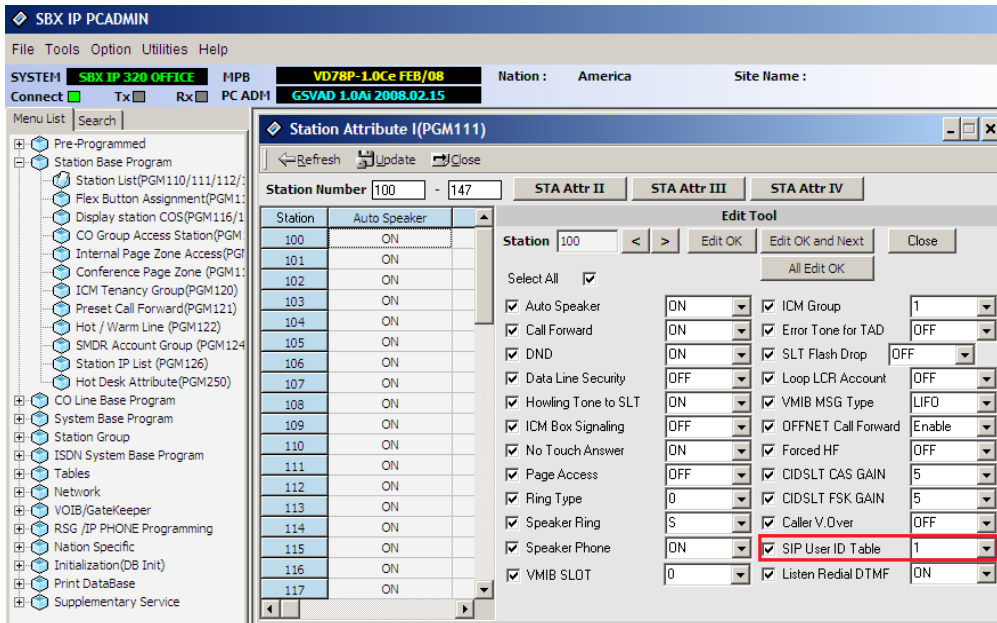 SBX IP PCADMIN
File Tools Option Utilities Help
SYSTEM SBX IP 320 OFFICE MPB VD78P-1.0Ce FEB/08 Nation : America Site Name :
Connect Tx Rx PC ADM GSVAD 1.0Ai 2008.02.15
Menu List Search
Pre-Programmed
Station Base Program
Station List(PGM110/111/112/
Flex Button Assignment(PGM11
Display station COS(PGM116/1
CO Group Access Station(PGM
Internal Page Zone Access(PGM
Conference Page Zone (PGM11
ICM Tenancy Group(PGM120)
Preset Call Forward(PGM121)
Hot / Warm Line (PGM122)
SMDR Account Group (PGM124
Station IP List (PGM126)
Hot Desk Attribute(PGM250)
CO Line Base Program
System Base Program
Station Group
ISDN System Base Program
Tables
Network
VOIB/GateKeeper
RSG /IP PHONE Programming
Nation Specific
Initialization(DB Init)
Print DataBase
Supplementary Service
Station Attribute I(PGM111)
Refresh Update Close
Station Number 100 - 147 STA Attr II STA Attr III STA Attr IV
Station Auto Speaker
100 ON
101 ON
102 ON
103 ON
104 ON
105 ON
106 ON
107 ON
108 ON
109 ON
110 ON
111 ON
112 ON
113 ON
114 ON
115 ON
116 ON
117 ON
Edit Tool
Station 100 < > Edit OK Edit OK and Next Close
Select All All Edit OK
Auto Speaker ON ICM Group 1
Call Forward ON Error Tone for TAD OFF
DND ON SLT Flash Drop OFF
Data Line Security OFF Loop LCR Account OFF
Howling Tone to SLT ON VMIB MSG Type LIFO
ICM Box Signaling OFF OFFNET Call Forward Enable
No Touch Answer ON Forced HF OFF
Page Access OFF CIDSLT CAS GAIN 5
Ring Type 0 CIDSLT FSK GAIN 5
Speaker Ring S Caller V.Over OFF
Speaker Phone ON SIP User ID Table 1
VMIB SLOT 0 Listen Redial DTMF ON